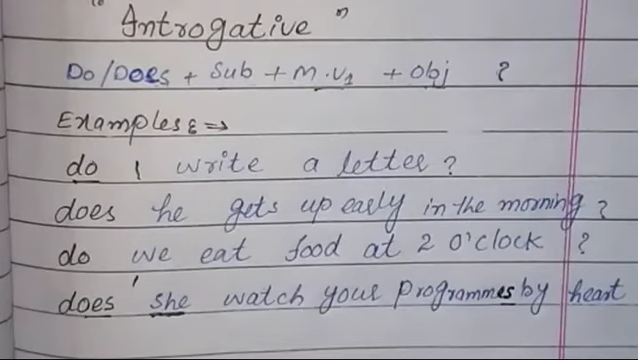 "Introgative"
Do/Does + Sub + M.V1 + Obj ?
Examples :⇒
do I write a letter ?
does he gets up early in the morning ?
do we eat food at 2 O'clock ?
does she watch your programmes by heart